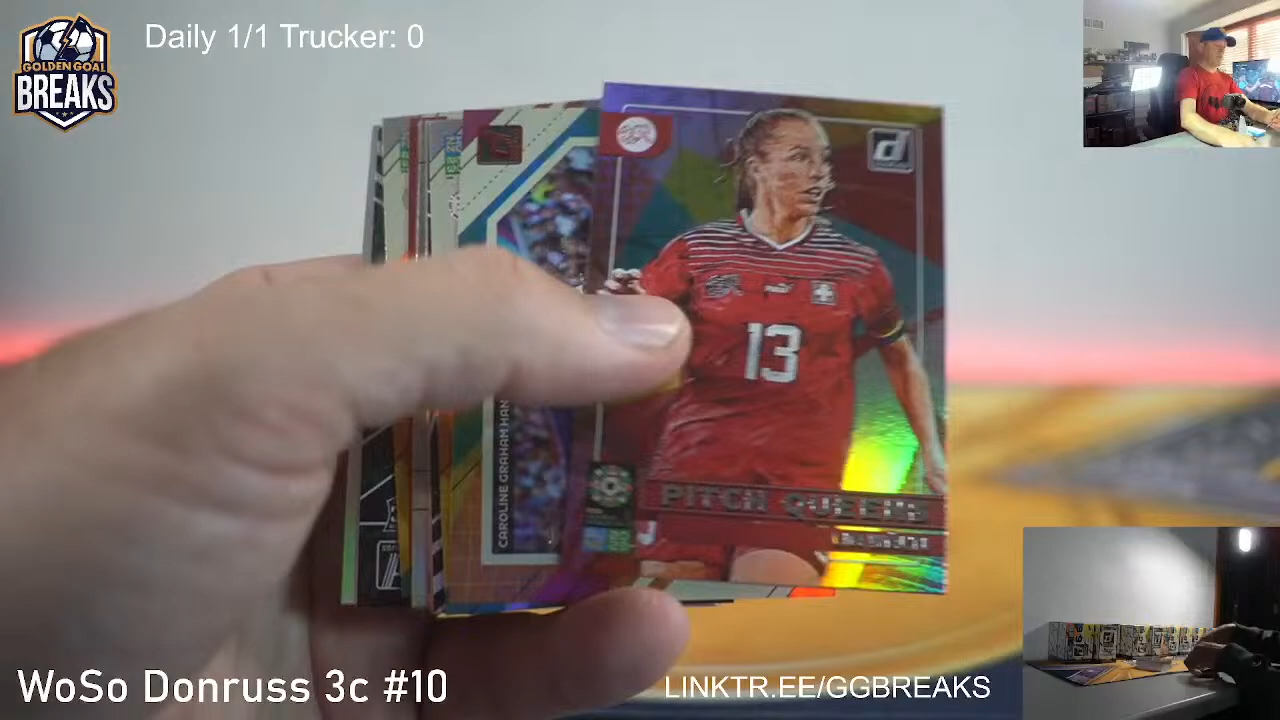 Daily 1/1 Trucker: 0
GOLDEN GOAL
BREAKS
13
CAROLINE GRAHAM HAN
PITCH QUEENS
WoSo Donruss 3c #10
LINKTR.EE/GGBREAKS